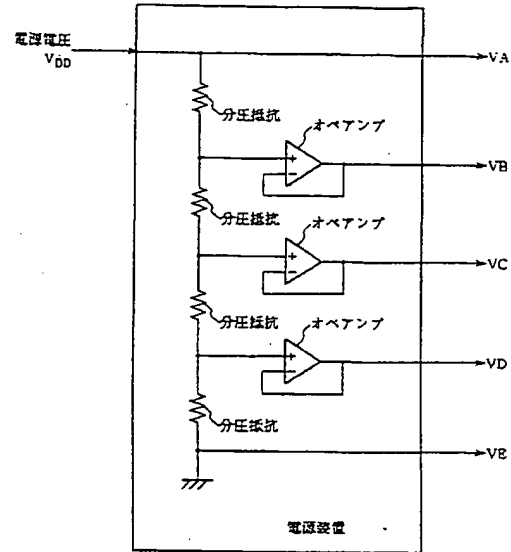 電源電圧
VDD
VA
分圧抵抗
オペアンプ
VB
分圧抵抗
オペアンプ
VC
分圧抵抗
オペアンプ
VD
分圧抵抗
VE
電源装置